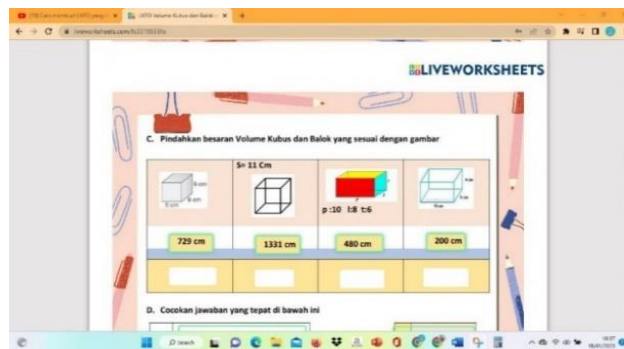 LIVEWORKSHEETS
C. Pindahkan besaran Volume Kubus dan Balok yang sesuai dengan gambar
S= 11 Cm
p :10 l:8 t:6
729 cm
1331 cm
480 cm
200 cm
D. Cocokan jawaban yang tepat di bawah ini
Search